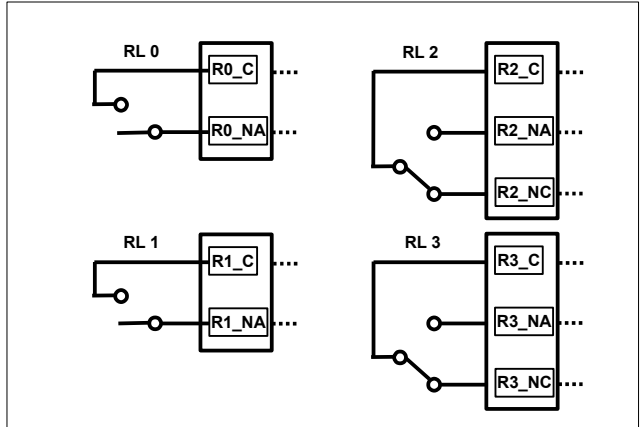 RL 0
R0_C
R0_NA
RL 2
R2_C
R2_NA
R2_NC
RL 1
R1_C
R1_NA
RL 3
R3_C
R3_NA
R3_NC